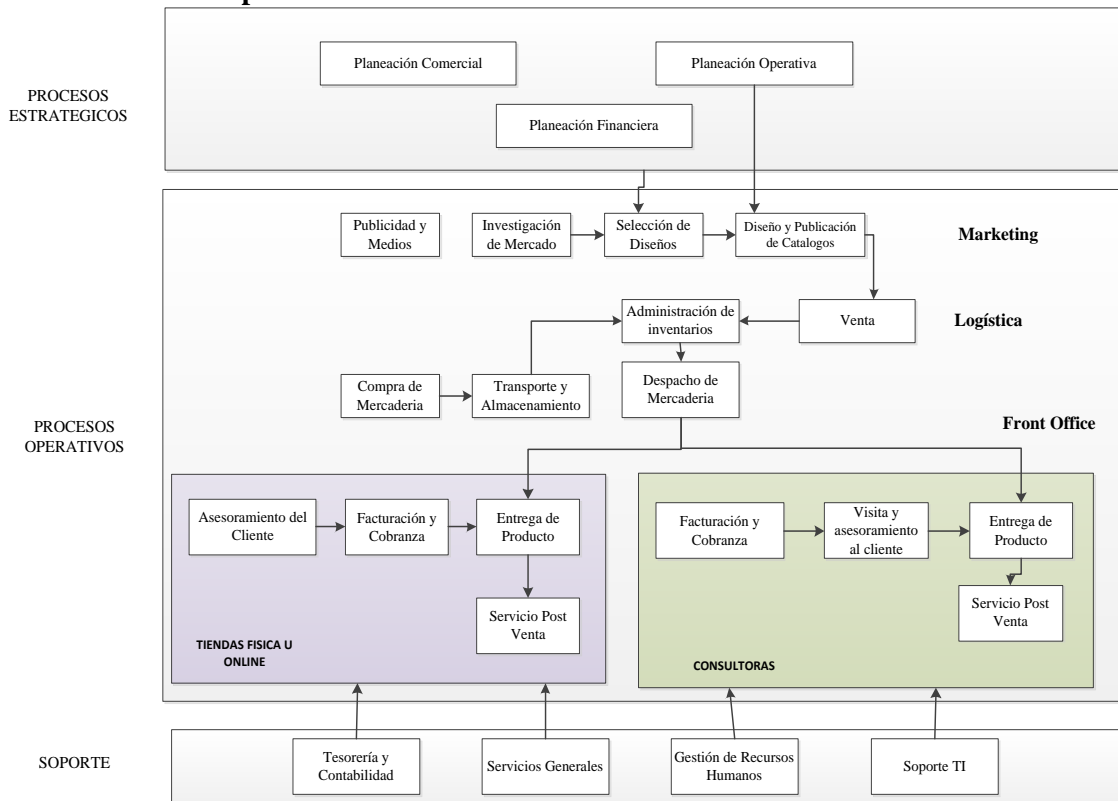 Planeación Comercial
Planeación Operativa
PROCESOS
ESTRATEGICOS
Planeación Financiera
Publicidad y
Medios
Investigación
de Mercado
Selección de
Diseños
Diseño y Publicación
de Catalogos
Marketing
Administración de
inventarios
Venta
Logística
Compra de
Mercaderia
Transporte y
Almacenamiento
Despacho de
Mercaderia
PROCESOS
OPERATIVOS
Front Office
Asesoramiento del
Cliente
Facturación y
Cobranza
Entrega de
Producto
Servicio Post
Venta
TIENDAS FISICA U
ONLINE
Facturación y
Cobranza
Visita y
asesoramiento
al cliente
Entrega de
Producto
Servicio Post
Venta
CONSULTORAS
SOPORTE
Tesorería y
Contabilidad
Servicios Generales
Gestión de Recursos
Humanos
Soporte TI